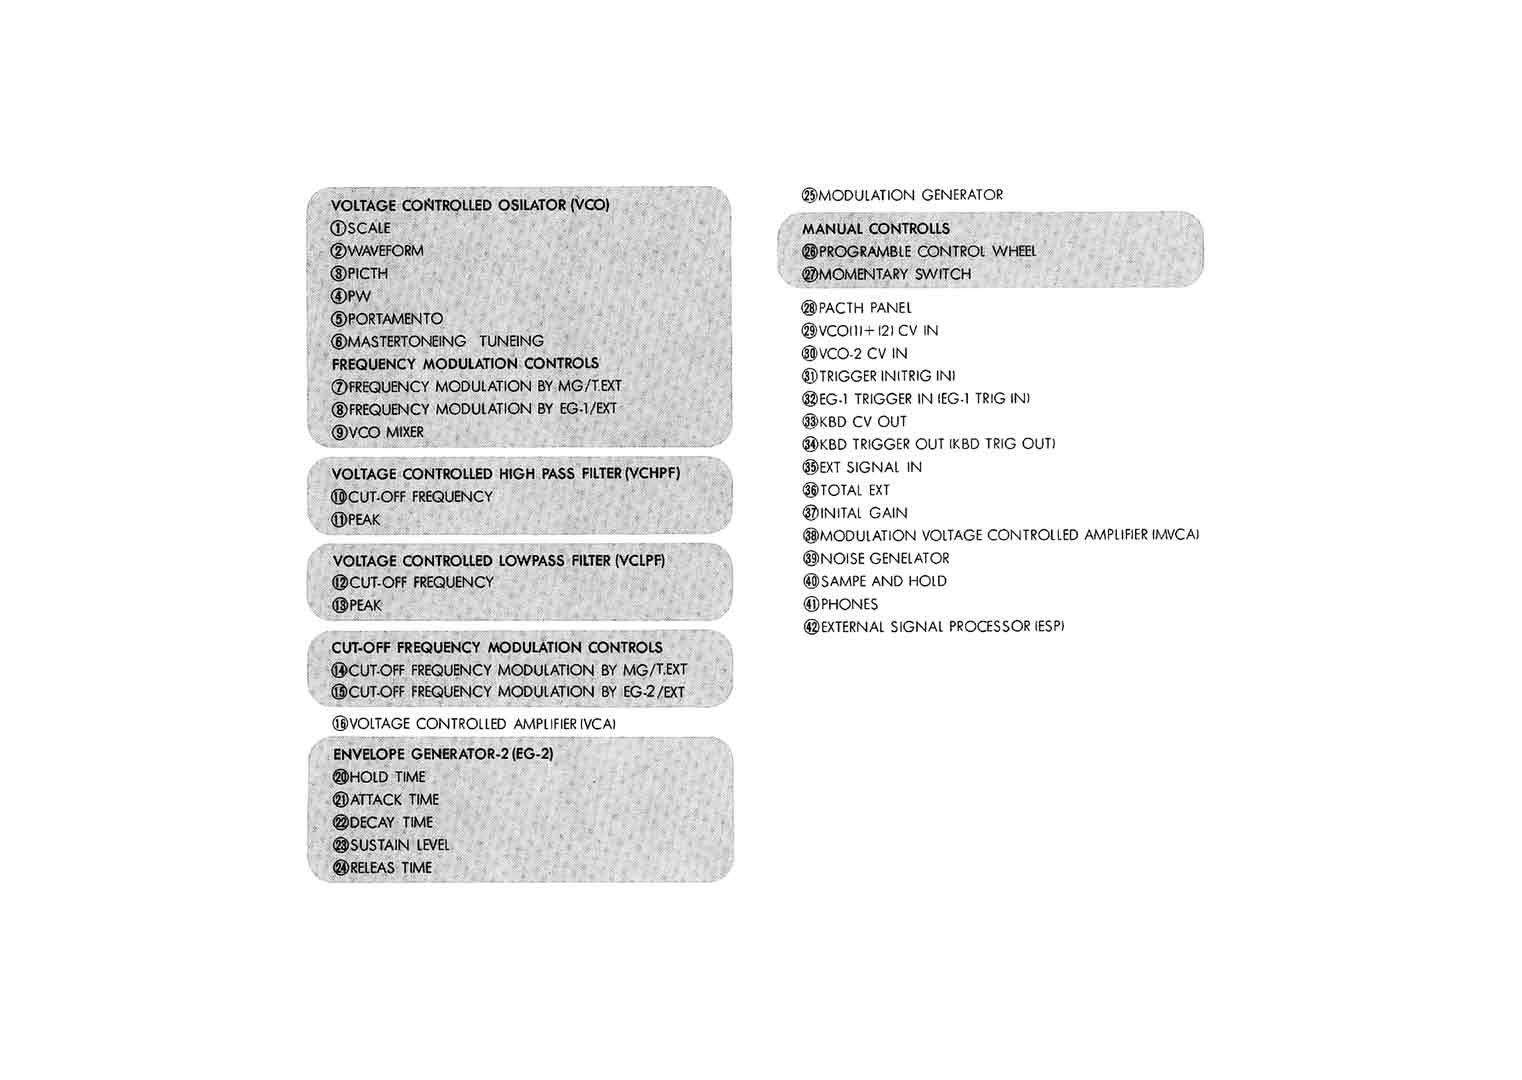 VOLTAGE CONTROLLED OSILATOR (VCO)
①SCALE
②WAVEFORM
③PICTH
④PW
⑤PORTAMENTO
⑥MASTERTONEING TUNEING
FREQUENCY MODULATION CONTROLS
⑦FREQUENCY MODULATION BY MG/T.EXT
⑧FREQUENCY MODULATION BY EG-1/EXT
⑨VCO MIXER
VOLTAGE CONTROLLED HIGH PASS FILTER (VCHPF)
⑩CUT-OFF FREQUENCY
⑪PEAK
VOLTAGE CONTROLLED LOWPASS FILTER (VCLPF)
⑫CUT-OFF FREQUENCY
⑬PEAK
CUT-OFF FREQUENCY MODULATION CONTROLS
⑭CUT-OFF FREQUENCY MODULATION BY MG/T.EXT
⑮CUT-OFF FREQUENCY MODULATION BY EG-2/EXT
⑯VOLTAGE CONTROLLED AMPLIFIER (VCA)
ENVELOPE GENERATOR-2 (EG-2)
⑳HOLD TIME
㉑ATTACK TIME
㉒DECAY TIME
㉓SUSTAIN LEVEL
㉔RELEAS TIME
㉕MODULATION GENERATOR
MANUAL CONTROLLS
㉖PROGRAMBLE CONTROL WHEEL
㉗MOMENTARY SWITCH
㉘PACTH PANEL
㉙VCO(1)+(2) CV IN
㉚VCO-2 CV IN
㉛TRIGGER IN(TRIG IN)
㉜EG-1 TRIGGER IN (EG-1 TRIG IN)
㉝KBD CV OUT
㉞KBD TRIGGER OUT (KBD TRIG OUT)
㉟EXT SIGNAL IN
㊱TOTAL EXT
㊲INITAL GAIN
㊳MODULATION VOLTAGE CONTROLLED AMPLIFIER (MVCA)
㊴NOISE GENELATOR
㊵SAMPE AND HOLD
㊶PHONES
㊷EXTERNAL SIGNAL PROCESSOR (ESP)